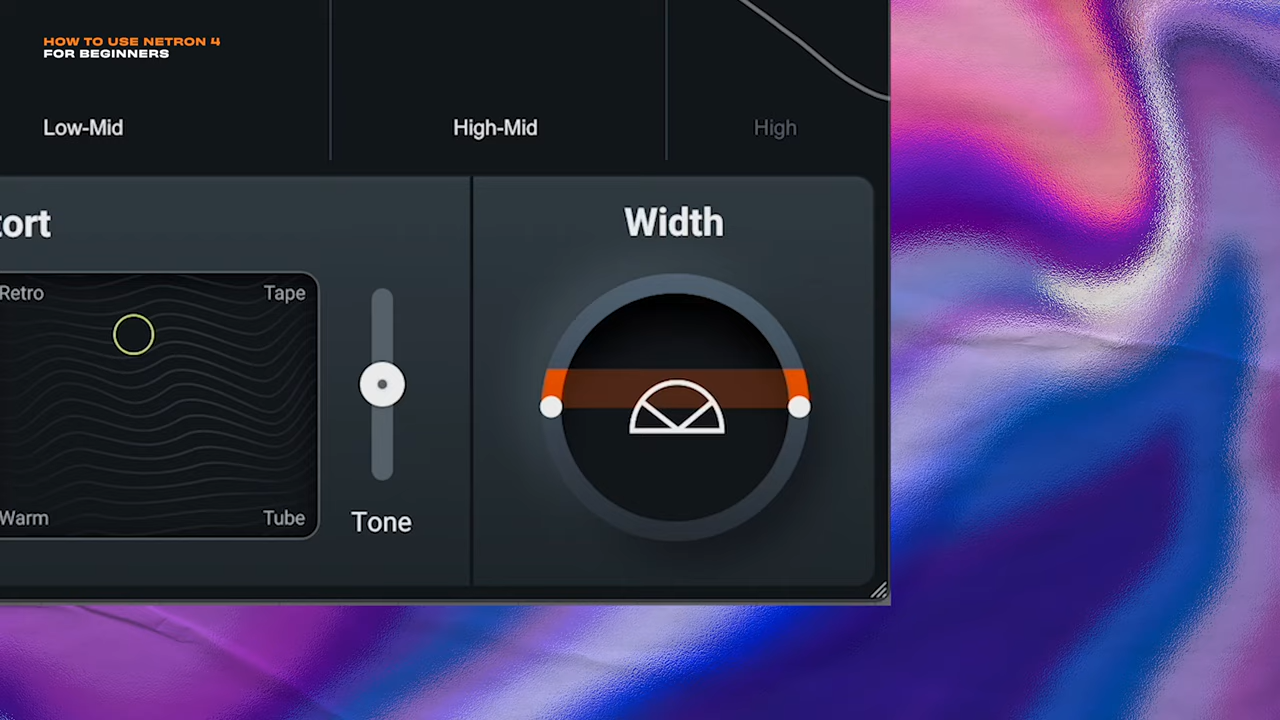 HOW TO USE NETRON 4
FOR BEGINNERS
Low-Mid
High-Mid
High
tort
Width
Retro
Tape
Warm
Tube
Tone